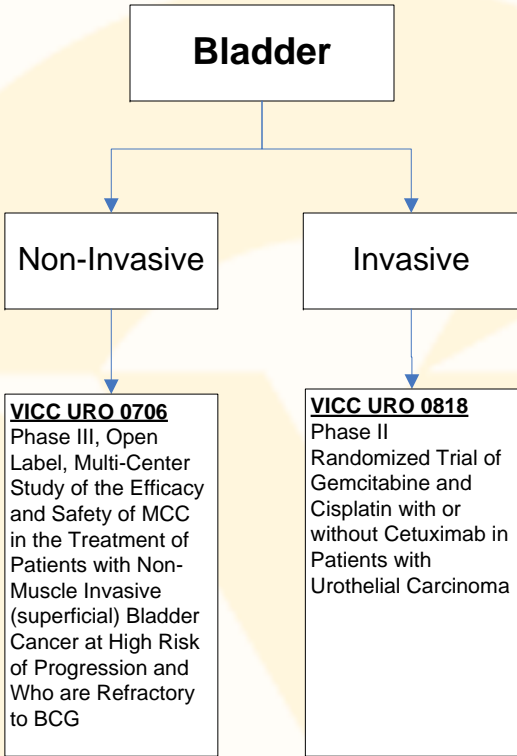 Bladder
Non-Invasive
Invasive
VICC URO 0706
Phase III, Open
Label, Multi-Center
Study of the Efficacy
and Safety of MCC
in the Treatment of
Patients with Non-
Muscle Invasive
(superficial) Bladder
Cancer at High Risk
of Progression and
Who are Refractory
to BCG
VICC URO 0818
Phase II
Randomized Trial of
Gemcitabine and
Cisplatin with or
without Cetuximab in
Patients with
Urothelial Carcinoma